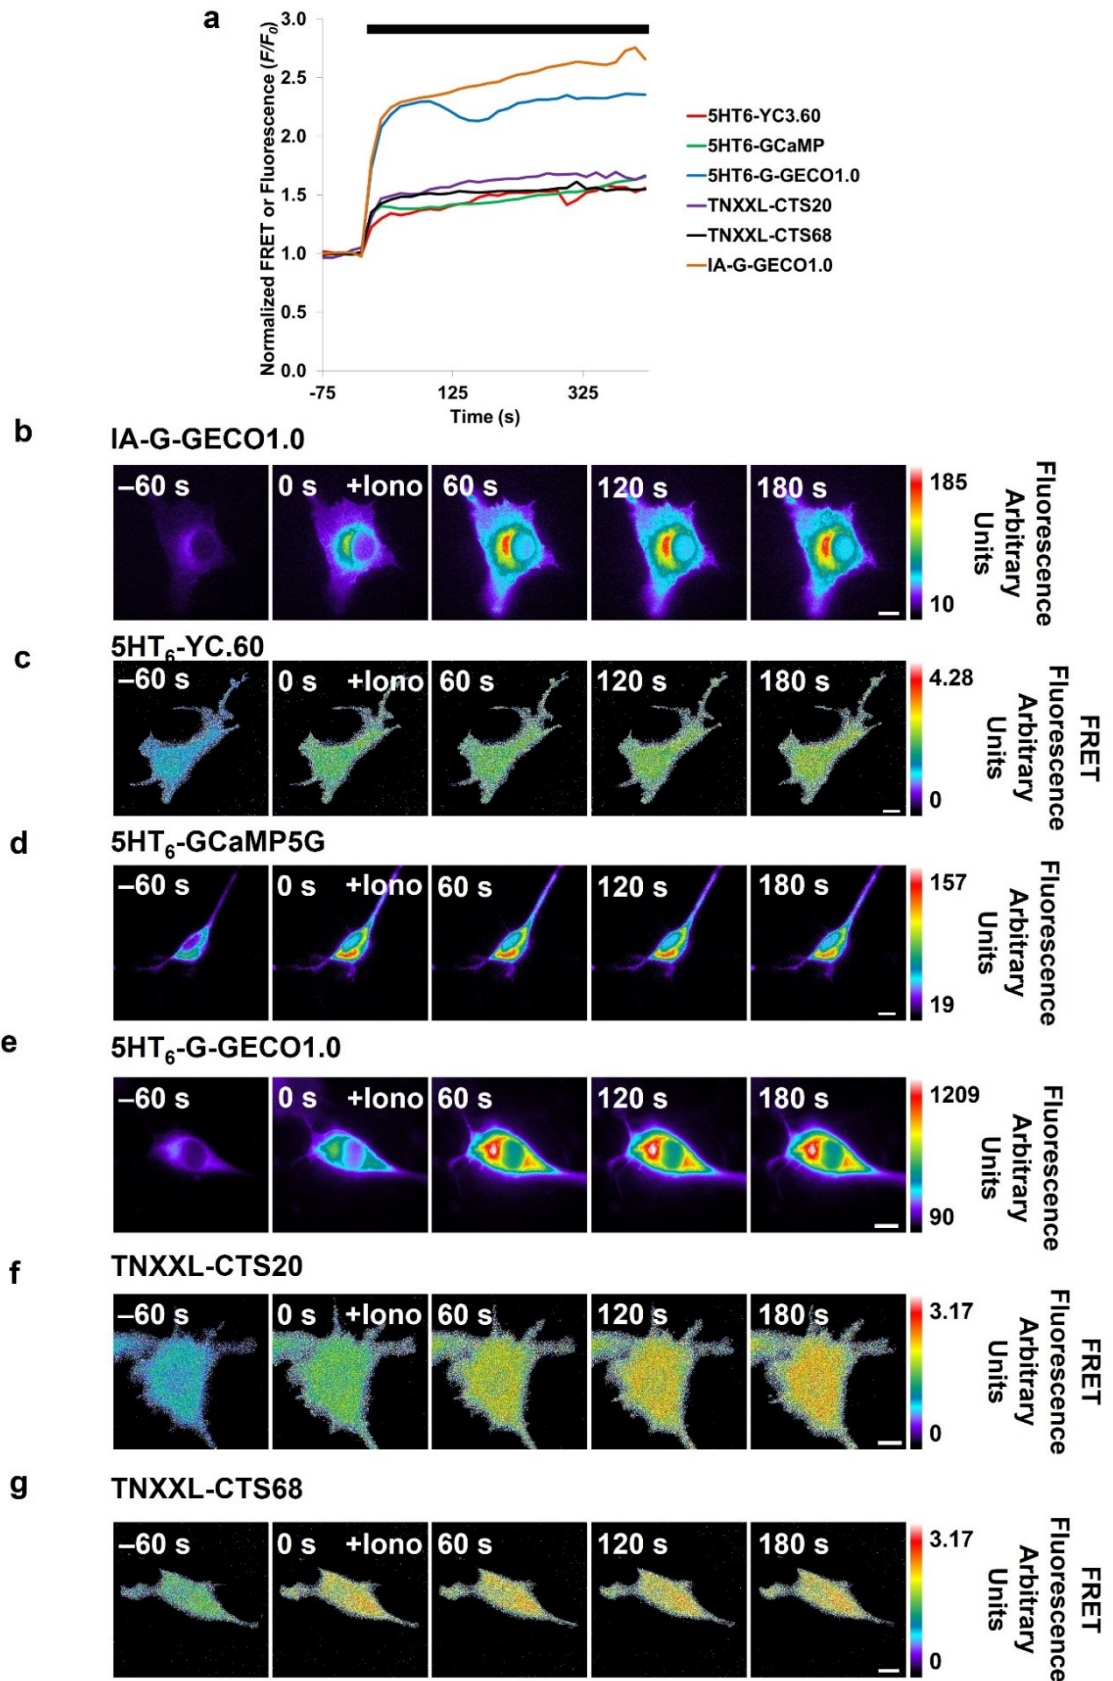 a
Normalized FRET or Fluorescence (F/F0)
3.0
2.5
2.0
1.5
1.0
0.5
0.0
-75
125
325
Time (s)
5HT6-YC3.60
5HT6-GCaMP
5HT6-G-GECO1.0
TNXXL-CTS20
TNXXL-CTS68
IA-G-GECO1.0
b
IA-G-GECO1.0
–60 s
0 s +Iono
60 s
120 s
180 s
185
10
Fluorescence
Arbitrary
Units
c
5HT6-YC.60
–60 s
0 s +Iono
60 s
120 s
180 s
4.28
0
FRET
Fluorescence
Arbitrary
Units
d
5HT6-GCaMP5G
–60 s
0 s +Iono
60 s
120 s
180 s
157
19
Fluorescence
Arbitrary
Units
e
5HT6-G-GECO1.0
–60 s
0 s +Iono
60 s
120 s
180 s
1209
90
Fluorescence
Arbitrary
Units
f
TNXXL-CTS20
–60 s
0 s +Iono
60 s
120 s
180 s
3.17
0
FRET
Fluorescence
Arbitrary
Units
g
TNXXL-CTS68
–60 s
0 s +Iono
60 s
120 s
180 s
3.17
0
FRET
Fluorescence
Arbitrary
Units